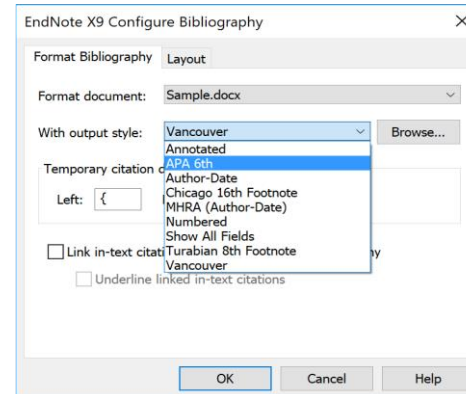 EndNote X9 Configure Bibliography
Format Bibliography Layout
Format document: Sample.docx
With output style: Vancouver Browse...
Annotated
APA 6th
Temporary citation
Author-Date
Chicago 16th Footnote
Left: {
MHRA (Author-Date)
Numbered
Show All Fields
Link in-text Turabian 8th Footnote
Vancouver
Underline linked in-text citations
OK Cancel Help